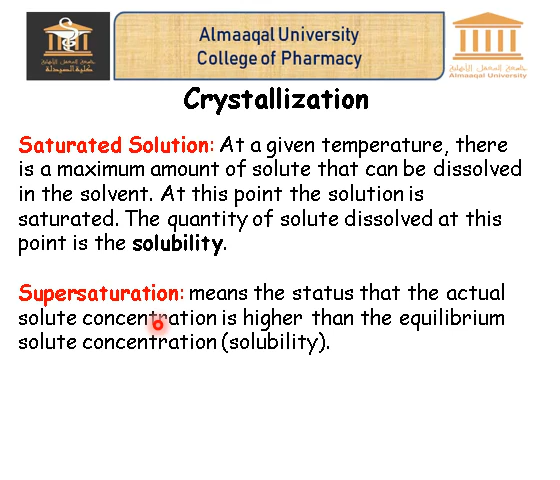 Almaaqal University
College of Pharmacy
كلية الصيدلة
Almaaqal University
Crystallization
Saturated Solution: At a given temperature, there
is a maximum amount of solute that can be dissolved
in the solvent. At this point the solution is
saturated. The quantity of solute dissolved at this
point is the solubility.
Supersaturation: means the status that the actual
solute concentration is higher than the equilibrium
solute concentration (solubility).